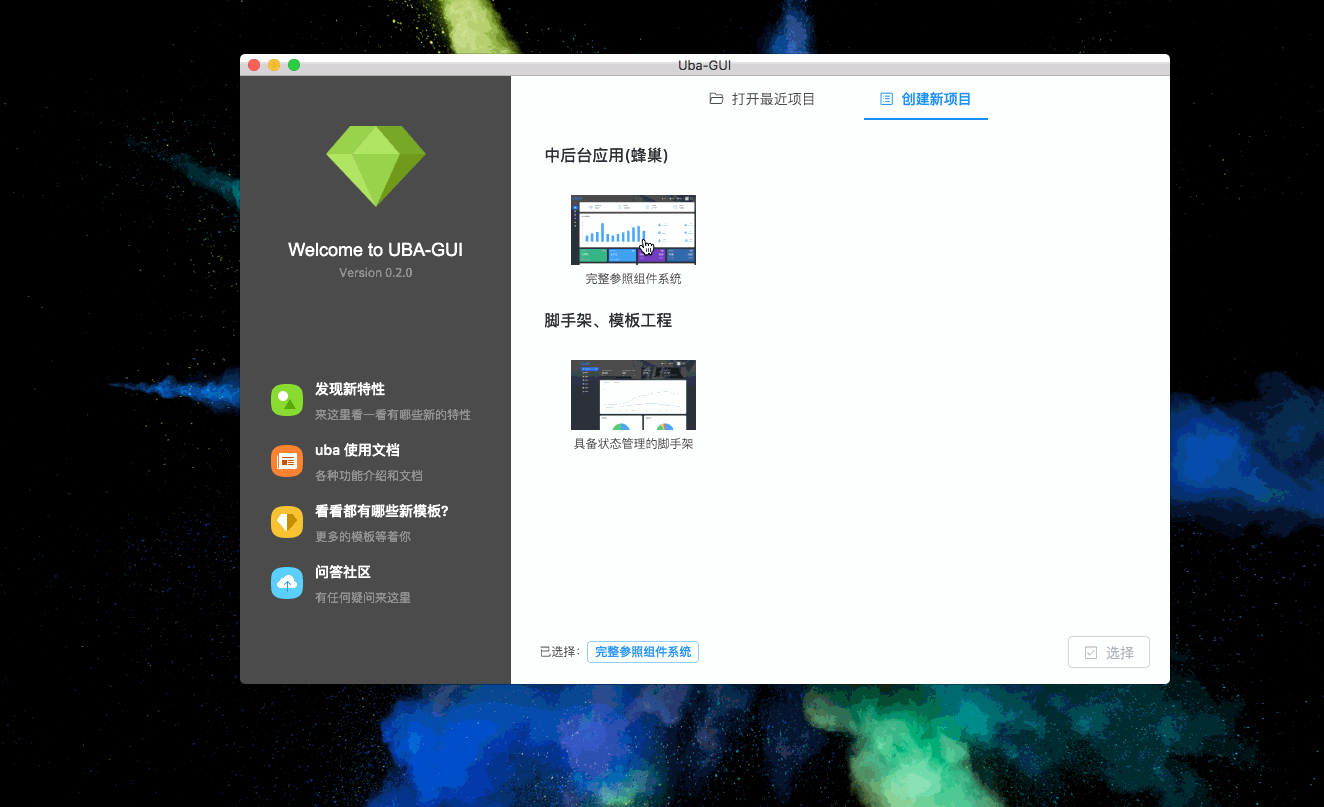 Uba-GUI
Welcome to UBA-GUI
Version 0.2.0
发现新特性
来这里看一看有哪些新的特性
uba 使用文档
各种功能介绍和文档
看看都有哪些新模板?
更多的模板等着你
问答社区
有任何疑问来这里
打开最近项目
创建新项目
中后台应用(蜂巢)
完整参照组件系统
脚手架、模板工程
具备状态管理的脚手架
已选择: 完整参照组件系统
选择